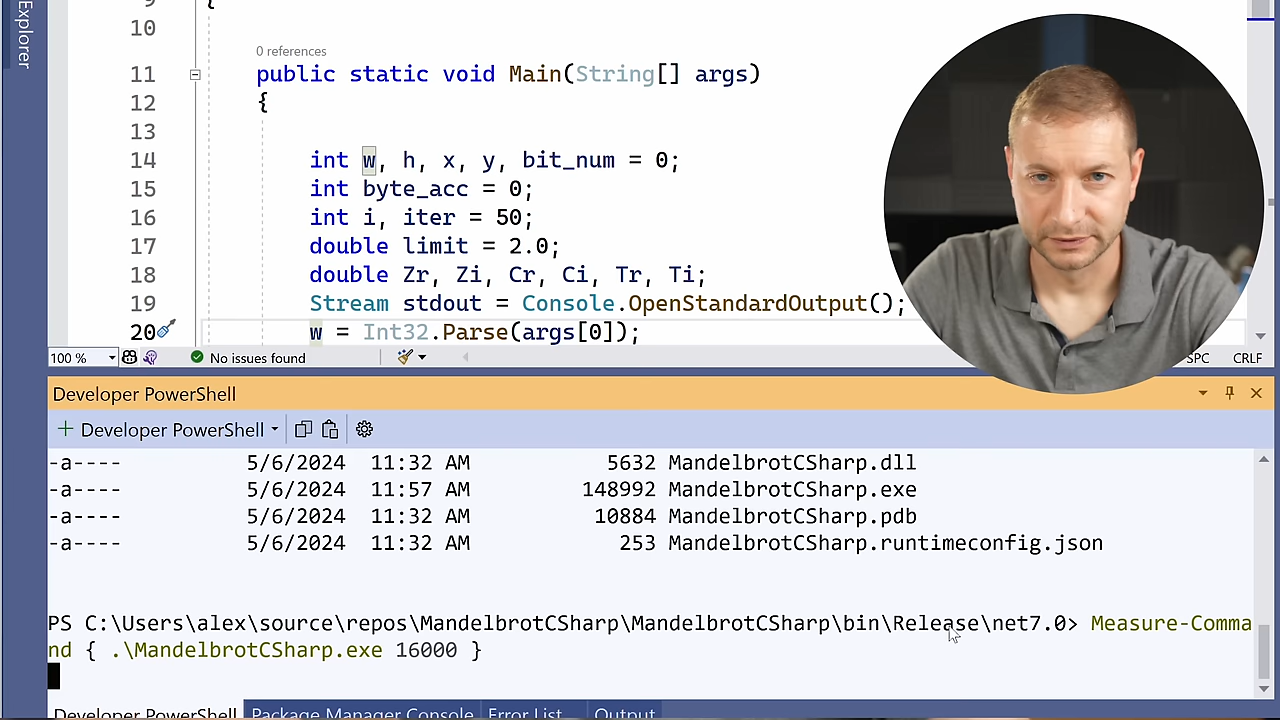 Explorer
9 {
10
0 references
11 public static void Main(String[] args)
12 {
13
14 int w, h, x, y, bit_num = 0;
15 int byte_acc = 0;
16 int i, iter = 50;
17 double limit = 2.0;
18 double Zr, Zi, Cr, Ci, Tr, Ti;
19 Stream stdout = Console.OpenStandardOutput();
20 w = Int32.Parse(args[0]);
100 % No issues found SPC CRLF
Developer PowerShell
+ Developer PowerShell
-a---- 5/6/2024 11:32 AM 5632 MandelbrotCSharp.dll
-a---- 5/6/2024 11:57 AM 148992 MandelbrotCSharp.exe
-a---- 5/6/2024 11:32 AM 10884 MandelbrotCSharp.pdb
-a---- 5/6/2024 11:32 AM 253 MandelbrotCSharp.runtimeconfig.json
PS C:\Users\alex\source\repos\MandelbrotCSharp\MandelbrotCSharp\bin\Release\net7.0> Measure-Comma
nd { .\MandelbrotCSharp.exe 16000 }
Developer PowerShell Package Manager Console Error List Output